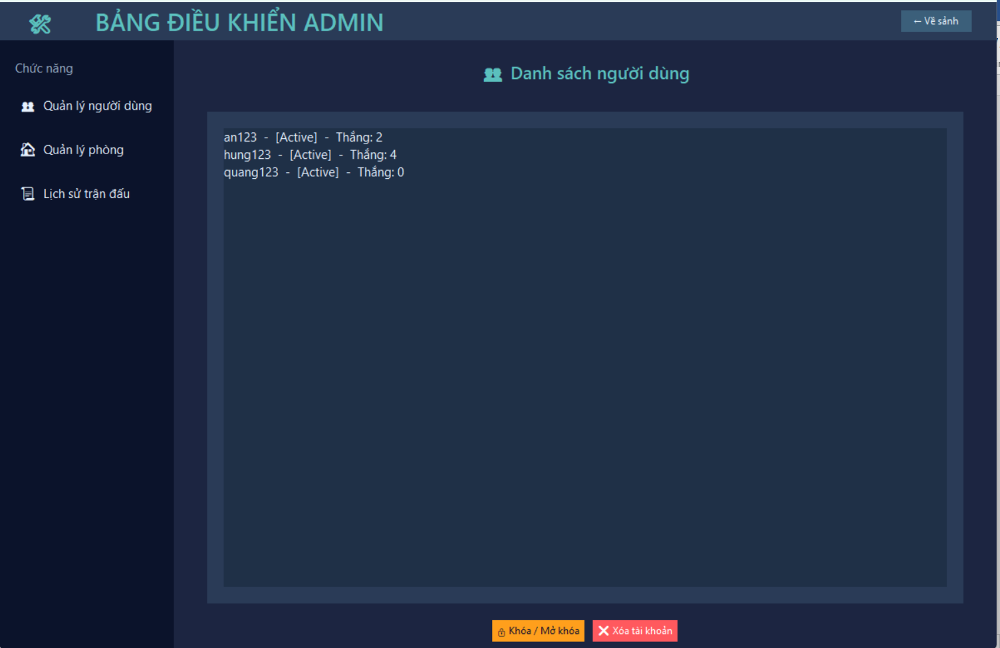 BẢNG ĐIỀU KHIỂN ADMIN
← Về sảnh
Chức năng
Quản lý người dùng
Quản lý phòng
Lịch sử trận đấu
Danh sách người dùng
an123 - [Active] - Thắng: 2
hung123 - [Active] - Thắng: 4
quang123 - [Active] - Thắng: 0
Khóa / Mở khóa
Xóa tài khoản